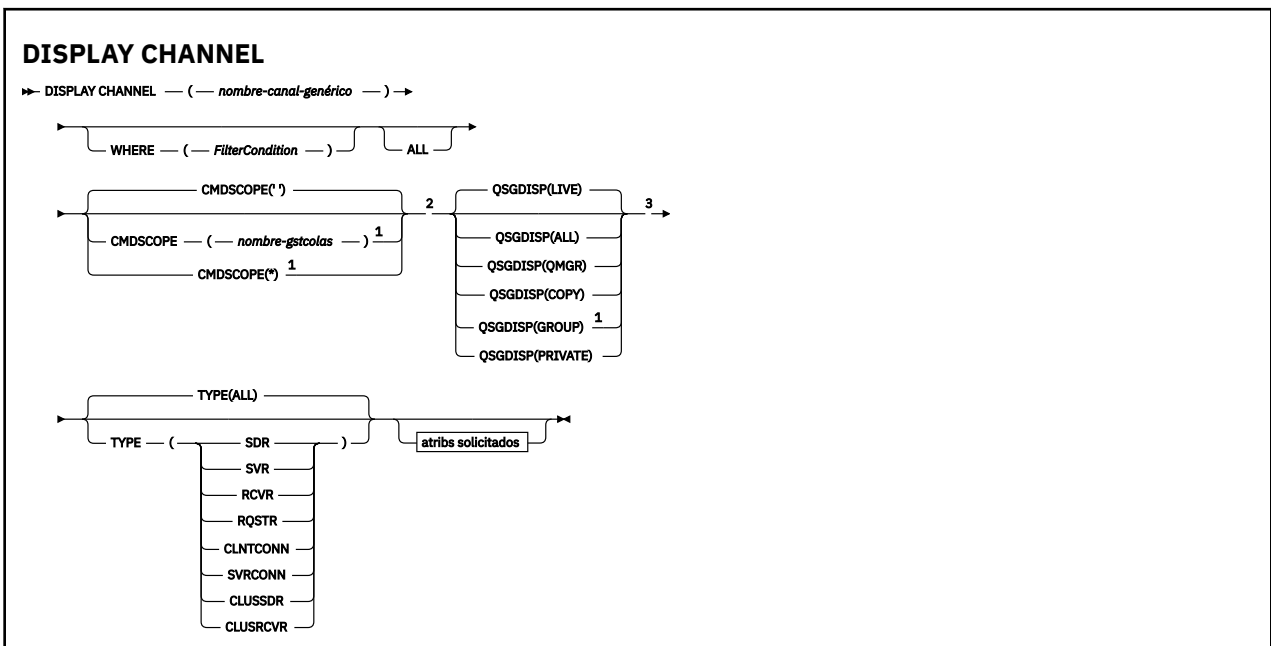 DISPLAY CHANNEL
DISPLAY CHANNEL ( nombre-canal-genérico )
WHERE ( FilterCondition ) ALL
CMDSCOPE(' ')
CMDSCOPE ( nombre-gstcolas ) 1
CMDSCOPE(*) 1
2
QSGDISP(LIVE)
QSGDISP(ALL)
QSGDISP(QMGR)
QSGDISP(COPY)
QSGDISP(GROUP) 1
QSGDISP(PRIVATE)
3
TYPE(ALL)
TYPE ( SDR )
SVR
RCVR
RQSTR
CLNTCONN
SVRCONN
CLUSSDR
CLUSRCVR
atribs solicitados